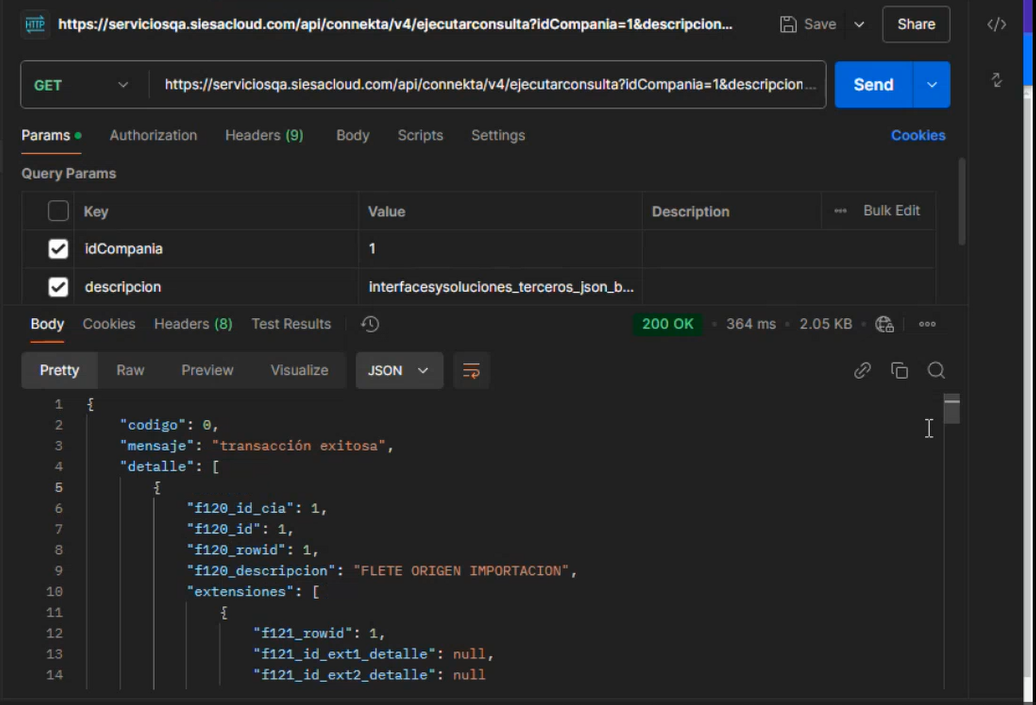 HTTP https://serviciosqa.siesacloud.com/api/connekta/v4/ejecutarconsulta?idCompania=1&descripcion... Save Share
GET https://serviciosqa.siesacloud.com/api/connekta/v4/ejecutarconsulta?idCompania=1&descripcion... Send
Params Authorization Headers (9) Body Scripts Settings Cookies
Query Params
Key Value Description Bulk Edit
idCompania 1
descripcion interfacesysoluciones_terceros_json_b...
Body Cookies Headers (8) Test Results 200 OK 364 ms 2.05 KB
Pretty Raw Preview Visualize JSON
1 {
2 "codigo": 0,
3 "mensaje": "transacción exitosa",
4 "detalle": [
5 {
6 "f120_id_cia": 1,
7 "f120_id": 1,
8 "f120_rowid": 1,
9 "f120_descripcion": "FLETE ORIGEN IMPORTACION",
10 "extensiones": [
11 {
12 "f121_rowid": 1,
13 "f121_id_ext1_detalle": null,
14 "f121_id_ext2_detalle": null